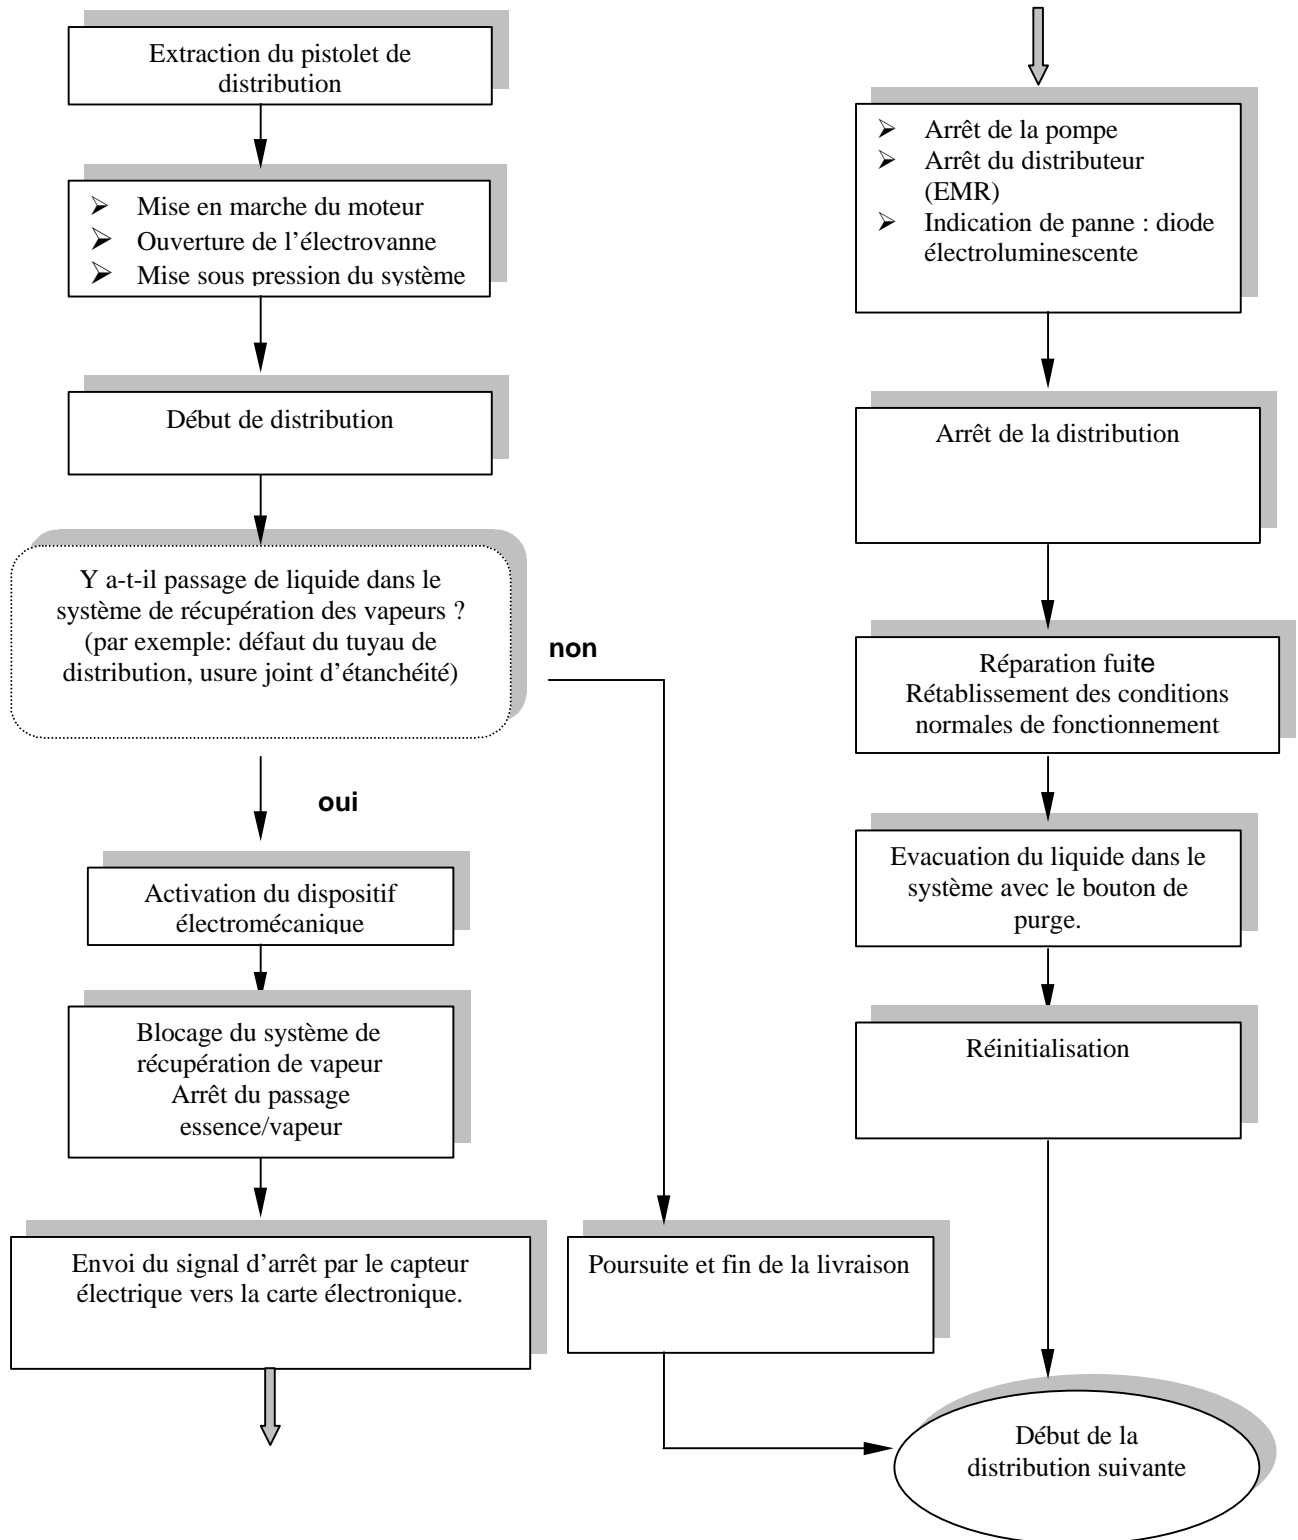 Extraction du pistolet de
distribution
➢ Mise en marche du moteur
➢ Ouverture de l’électrovanne
➢ Mise sous pression du système
Début de distribution
Y a-t-il passage de liquide dans le
système de récupération des vapeurs ?
(par exemple: défaut du tuyau de
distribution, usure joint d’étanchéité)
non
oui
Activation du dispositif
électromécanique
Blocage du système de
récupération de vapeur
Arrêt du passage
essence/vapeur
Envoi du signal d’arrêt par le capteur
électrique vers la carte électronique.
Poursuite et fin de la livraison
➢ Arrêt de la pompe
➢ Arrêt du distributeur
(EMR)
➢ Indication de panne : diode
électroluminescente
Arrêt de la distribution
Réparation fuite
Rétablissement des conditions
normales de fonctionnement
Evacuation du liquide dans le
système avec le bouton de
purge.
Réinitialisation
Début de la
distribution suivante